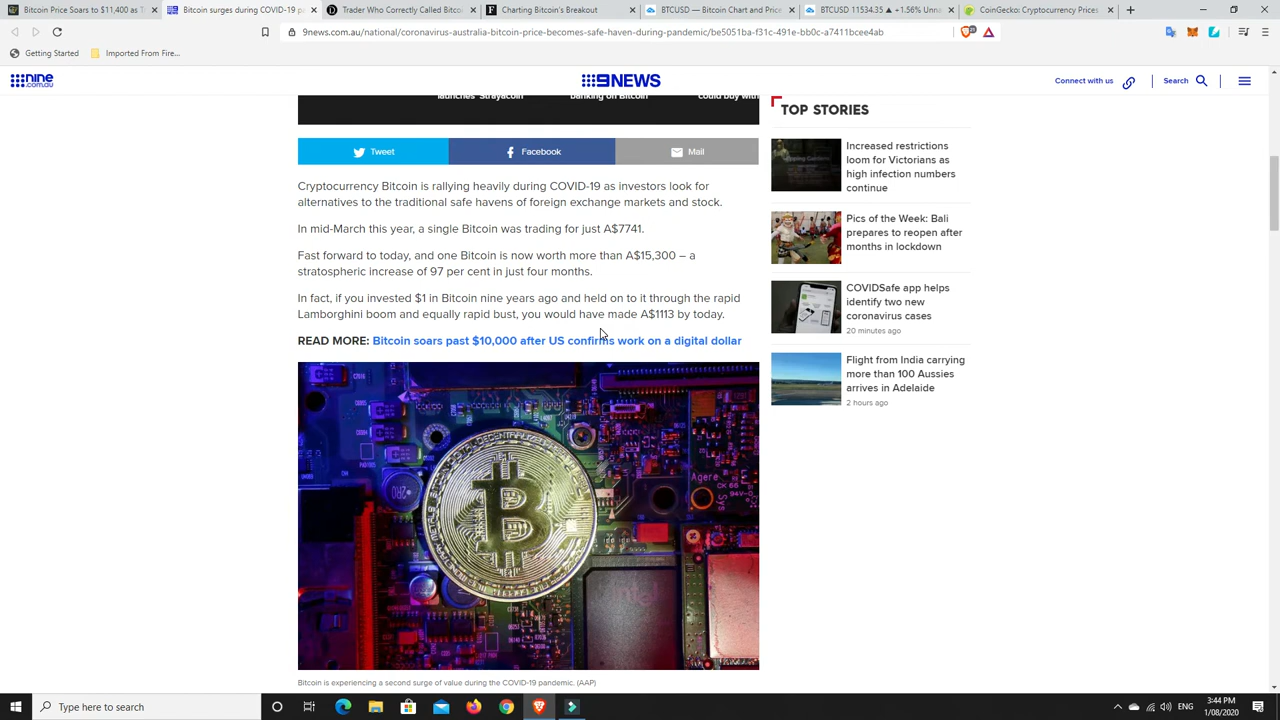 Bitcoin Price Soars to $11,400 as 1
Bitcoin surges during COVID-19 p
Trader Who Correctly Called Bitco
Charting Bitcoin's Breakout
BTCUSD — Bitcoin Chart and Price
BTCUSD 11534.35 ▲ +1.56% Unna
CoinGecko: Cryptocurrency Prices
9news.com.au/national/coronavirus-australia-bitcoin-price-becomes-safe-haven-during-pandemic/be5051ba-f31c-491e-bb0c-a7411bcee4ab
Getting Started
Imported From Fire...
nine
.com.au
9NEWS
Connect with us
Search
launches 'Strayacoin'
banking on Bitcoin
could buy with
Tweet
Facebook
Mail
Cryptocurrency Bitcoin is rallying heavily during COVID-19 as investors look for
alternatives to the traditional safe havens of foreign exchange markets and stock.
In mid-March this year, a single Bitcoin was trading for just A$7741.
Fast forward to today, and one Bitcoin is now worth more than A$15,300 – a
stratospheric increase of 97 per cent in just four months.
In fact, if you invested $1 in Bitcoin nine years ago and held on to it through the rapid
Lamborghini boom and equally rapid bust, you would have made A$1113 by today.
READ MORE: Bitcoin soars past $10,000 after US confirms work on a digital dollar
Agere
Bitcoin is experiencing a second surge of value during the COVID-19 pandemic. (AAP)
TOP STORIES
Increased restrictions
loom for Victorians as
high infection numbers
continue
Pics of the Week: Bali
prepares to reopen after
months in lockdown
COVIDSafe app helps
identify two new
coronavirus cases
20 minutes ago
Flight from India carrying
more than 100 Aussies
arrives in Adelaide
2 hours ago
Type here to search
ENG
3:44 PM
1/08/2020